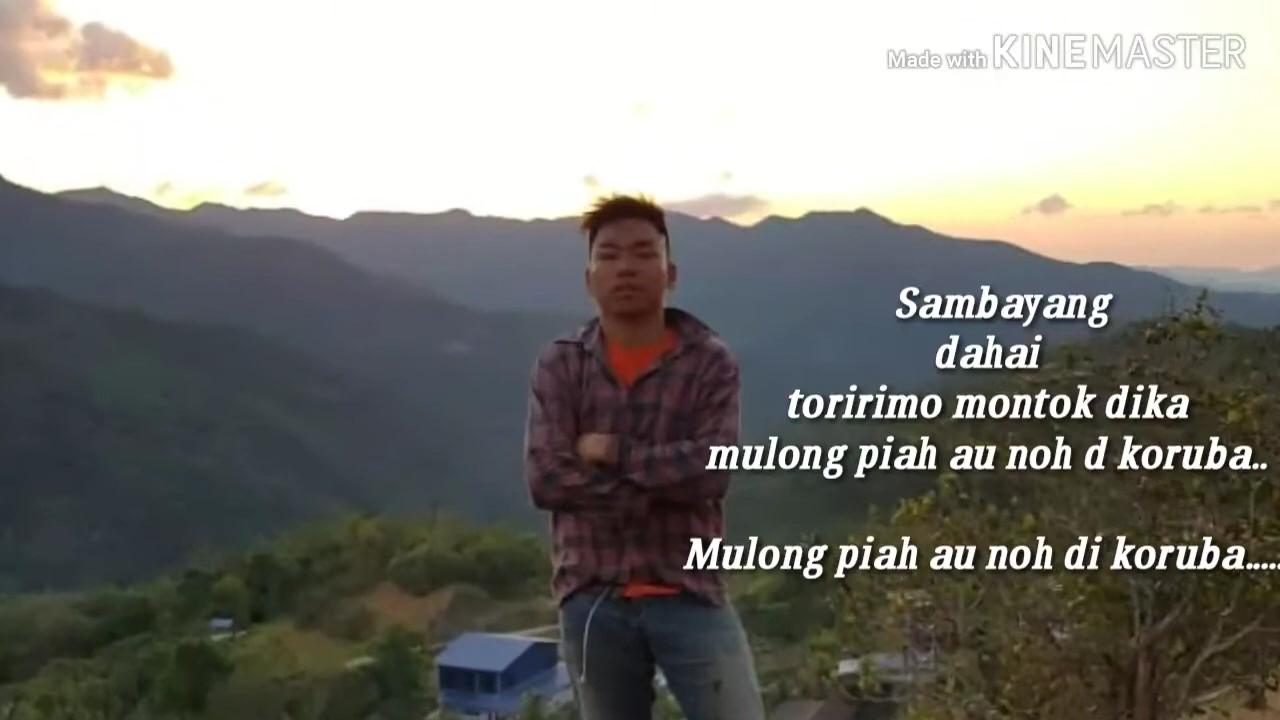 Made with KINEMASTER
Sambayang
dahai
toririmo montok dika
mulong piah au noh d koruba..
Mulong piah au noh di koruba.....